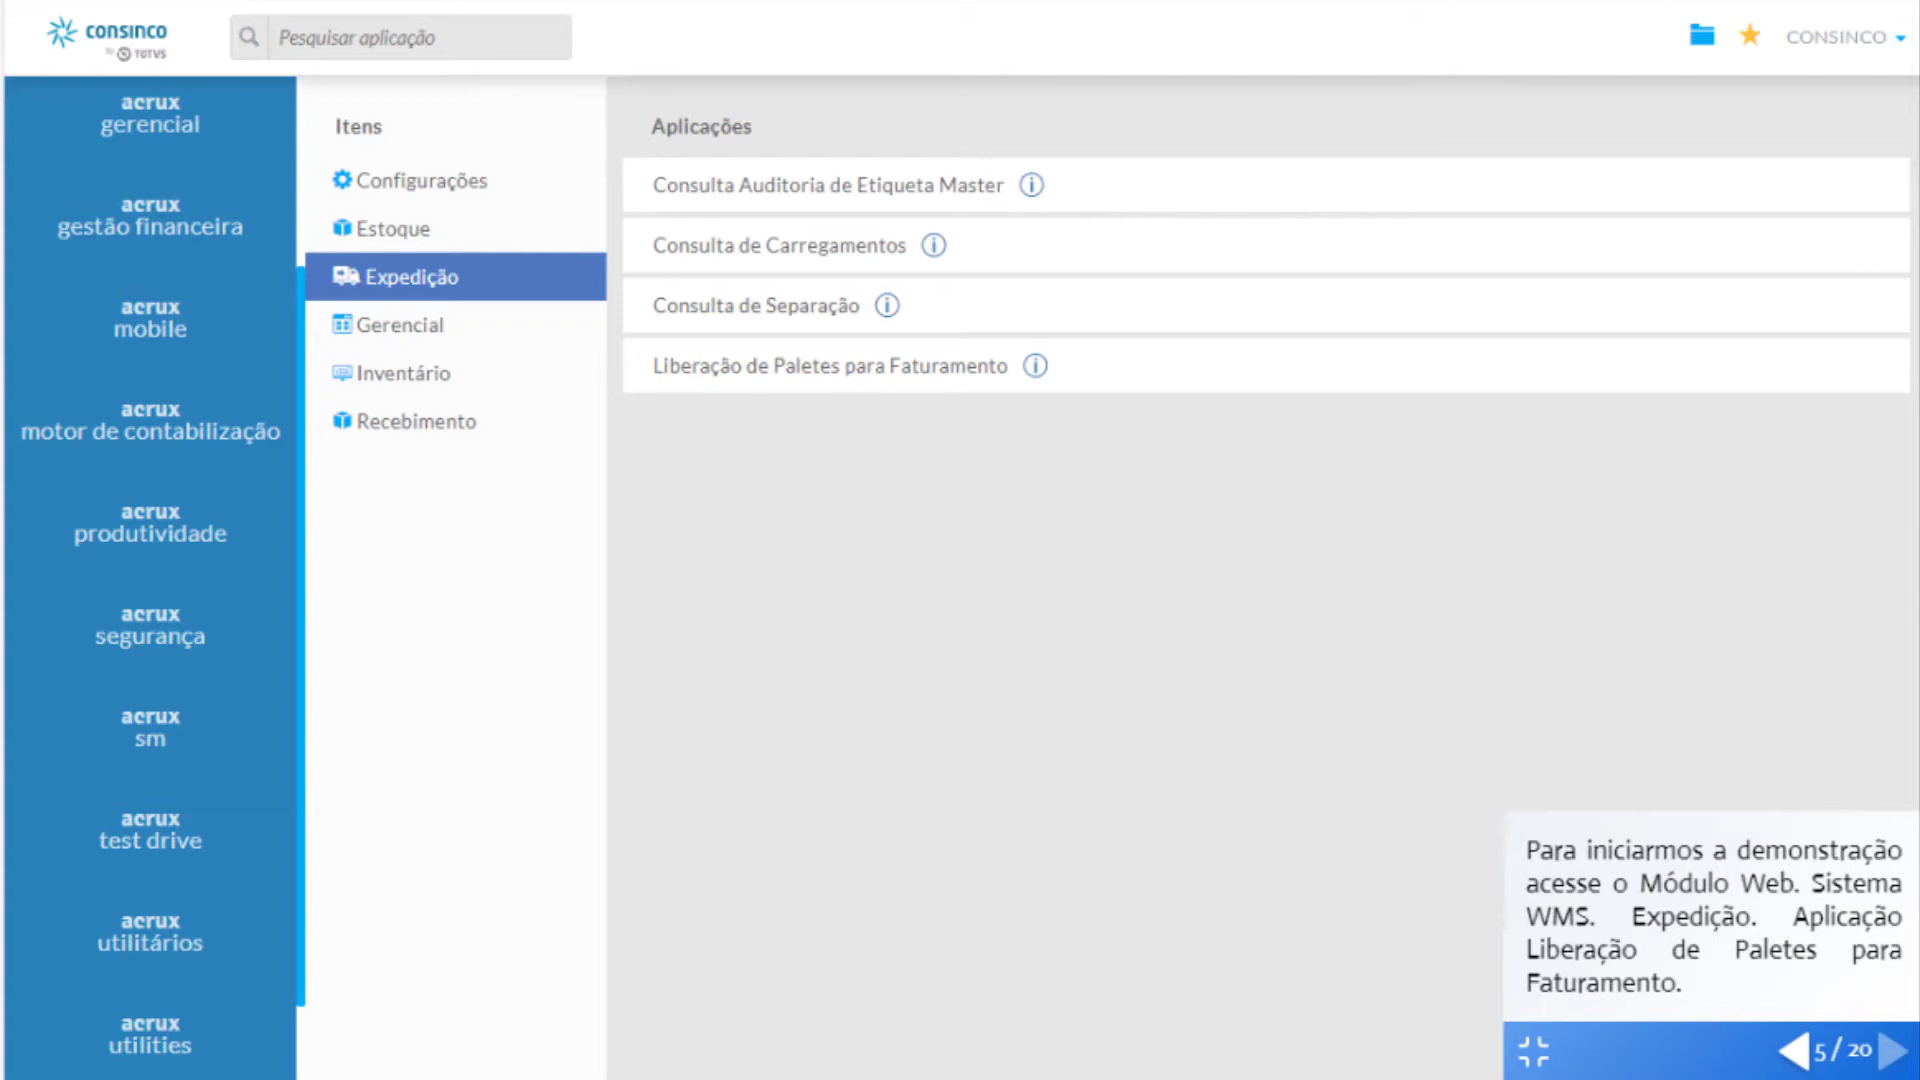 consinco
by TOTVS
Pesquisar aplicação
CONSINCO
acrux
gerencial
acrux
gestão financeira
acrux
mobile
acrux
motor de contabilização
acrux
produtividade
acrux
segurança
acrux
sm
acrux
test drive
acrux
utilitários
acrux
utilities
Itens
Configurações
Estoque
Expedição
Gerencial
Inventário
Recebimento
Aplicações
Consulta Auditoria de Etiqueta Master
Consulta de Carregamentos
Consulta de Separação
Liberação de Paletes para Faturamento
Para iniciarmos a demonstração
acesse o Módulo Web. Sistema
WMS. Expedição. Aplicação
Liberação de Paletes para
Faturamento.
5 / 20